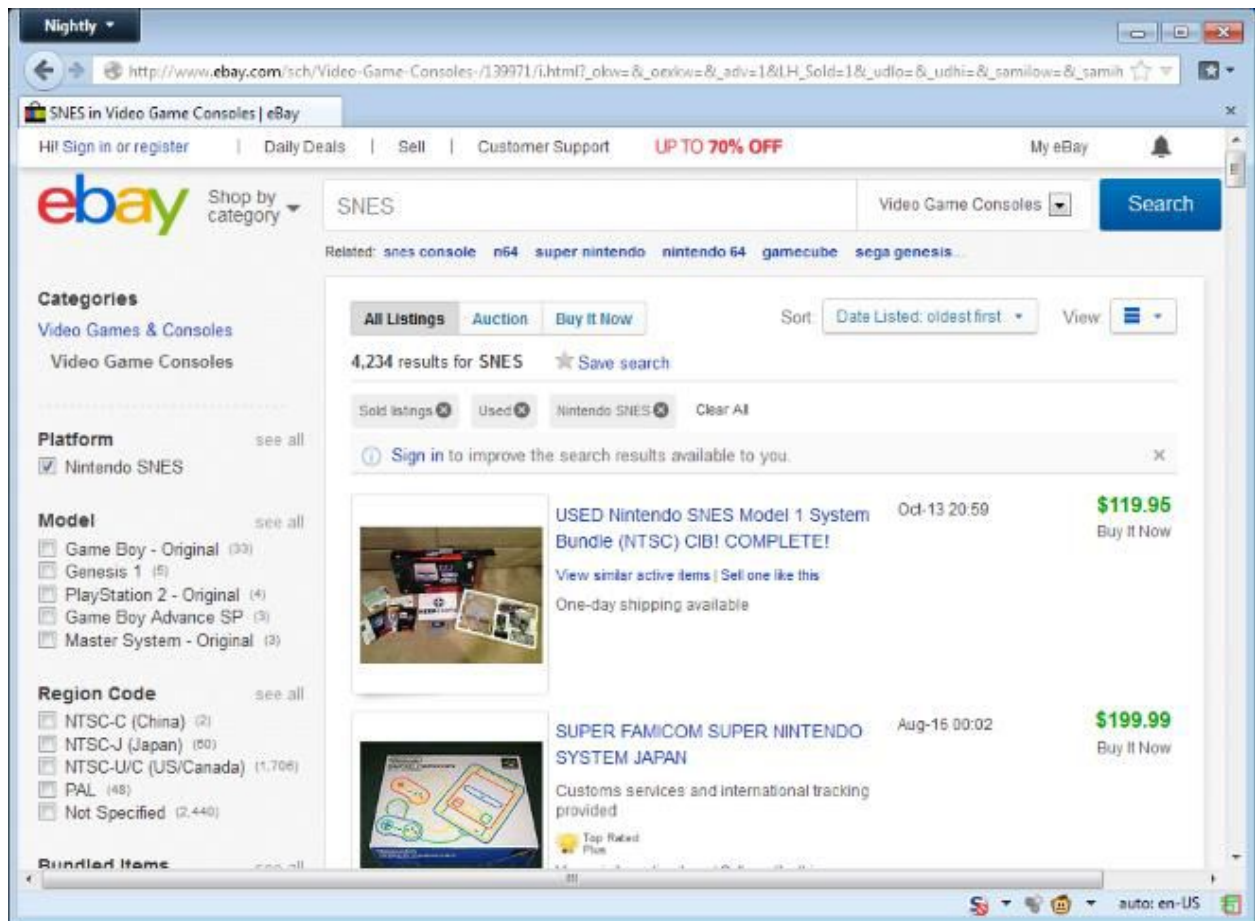 Nightly
http://www.ebay.com/sch/Video-Game-Consoles-/139971/i.html?_okw=&_oexkw=&_adv=1&LH_Sold=1&_udlo=&_udhi=&_samilow=&_samih
SNES in Video Game Consoles | eBay
Hi! Sign in or register | Daily Deals | Sell | Customer Support UP TO 70% OFF My eBay
ebay Shop by category SNES Video Game Consoles Search
Related: snes console n64 super nintendo nintendo 64 gamecube sega genesis...
Categories
Video Games & Consoles
Video Game Consoles
Platform see all
Nintendo SNES
Model see all
Game Boy - Original (33)
Genesis 1 (5)
PlayStation 2 - Original (4)
Game Boy Advance SP (3)
Master System - Original (3)
Region Code see all
NTSC-C (China) (2)
NTSC-J (Japan) (60)
NTSC-U/C (US/Canada) (1,706)
PAL (48)
Not Specified (2,440)
Bundled Items see all
All Listings Auction Buy It Now Sort: Date Listed: oldest first View:
4,234 results for SNES Save search
Sold listings Used Nintendo SNES Clear All
Sign in to improve the search results available to you.
USED Nintendo SNES Model 1 System Oct-13 20:59 $119.95
Bundle (NTSC) CIB! COMPLETE! Buy It Now
View similar active items | Sell one like this
One-day shipping available
SUPER FAMICOM SUPER NINTENDO Aug-16 00:02 $199.99
SYSTEM JAPAN Buy It Now
Customs services and international tracking
provided
Top Rated
Plus
auto: en-US